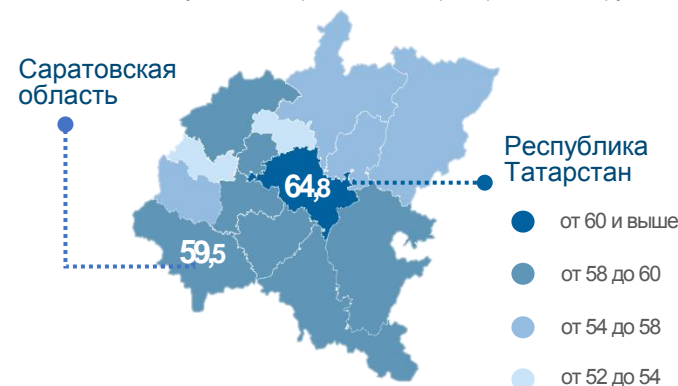 Саратовская
область
Республика
Татарстан
64,8
59,5
от 60 и выше
от 58 до 60
от 54 до 58
от 52 до 54